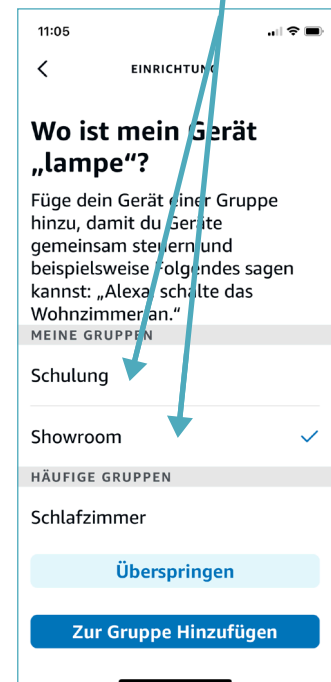 11:05
EINRICHTUNG
Wo ist mein Gerät
„lampe“?
Füge dein Gerät einer Gruppe
hinzu, damit du Geräte
gemeinsam steuern und
beispielsweise Folgendes sagen
kannst: „Alexa, schalte das
Wohnzimmer an.“
MEINE GRUPPEN
Schulung
Showroom
HÄUFIGE GRUPPEN
Schlafzimmer
Überspringen
Zur Gruppe Hinzufügen